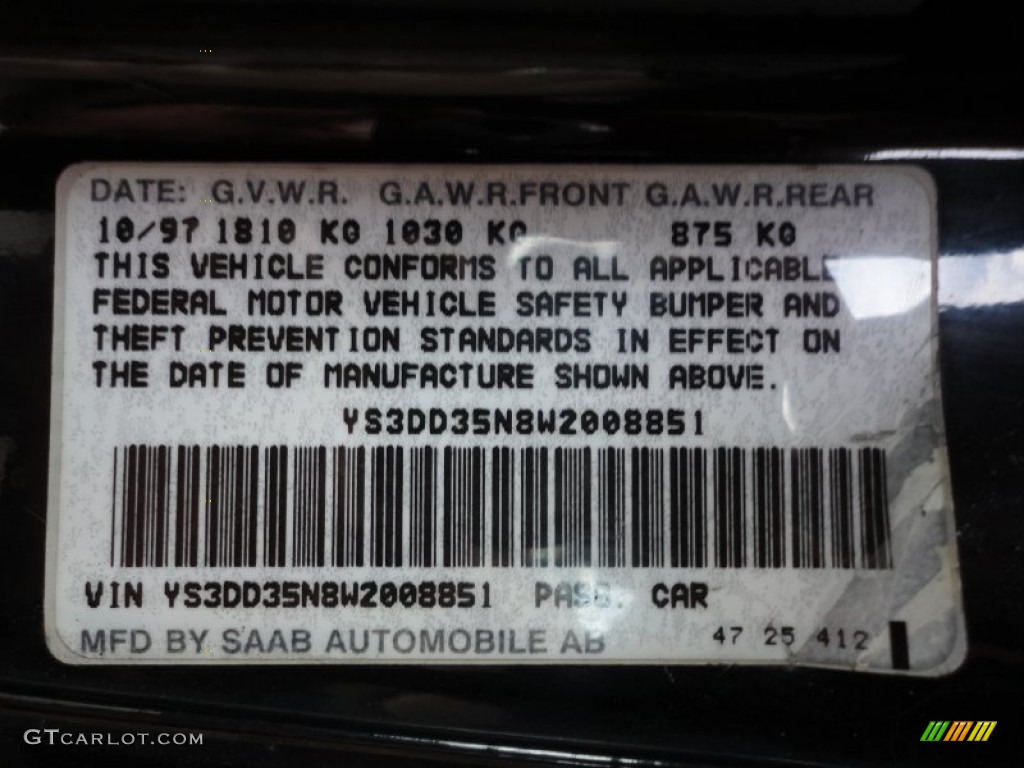 DATE: G.V.W.R. G.A.W.R.FRONT G.A.W.R.REAR
10/97 1810 KG 1030 KG 875 KG
THIS VEHICLE CONFORMS TO ALL APPLICABLE
FEDERAL MOTOR VEHICLE SAFETY BUMPER AND
THEFT PREVENTION STANDARDS IN EFFECT ON
THE DATE OF MANUFACTURE SHOWN ABOVE.
YS3DD35N8W2008851
VIN YS3DD35N8W2008851 PASS. CAR
MFD BY SAAB AUTOMOBILE AB 47 25 412
GTCARLOT.COM